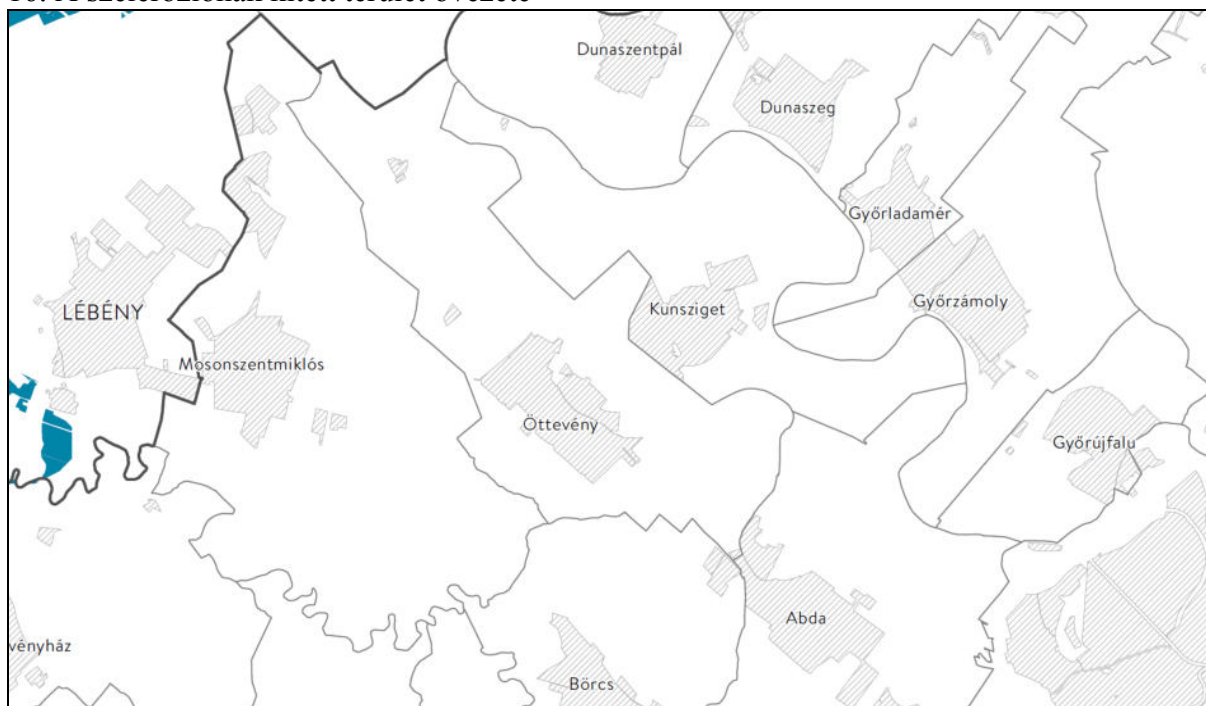 Dunaszentpál
Dunaszeg
Győrladamér
LÉBÉNY
Kunsziget
Győrzámoly
Mosonszentmiklós
Öttevény
Győrújfalu
Abda
vényház
Börcs